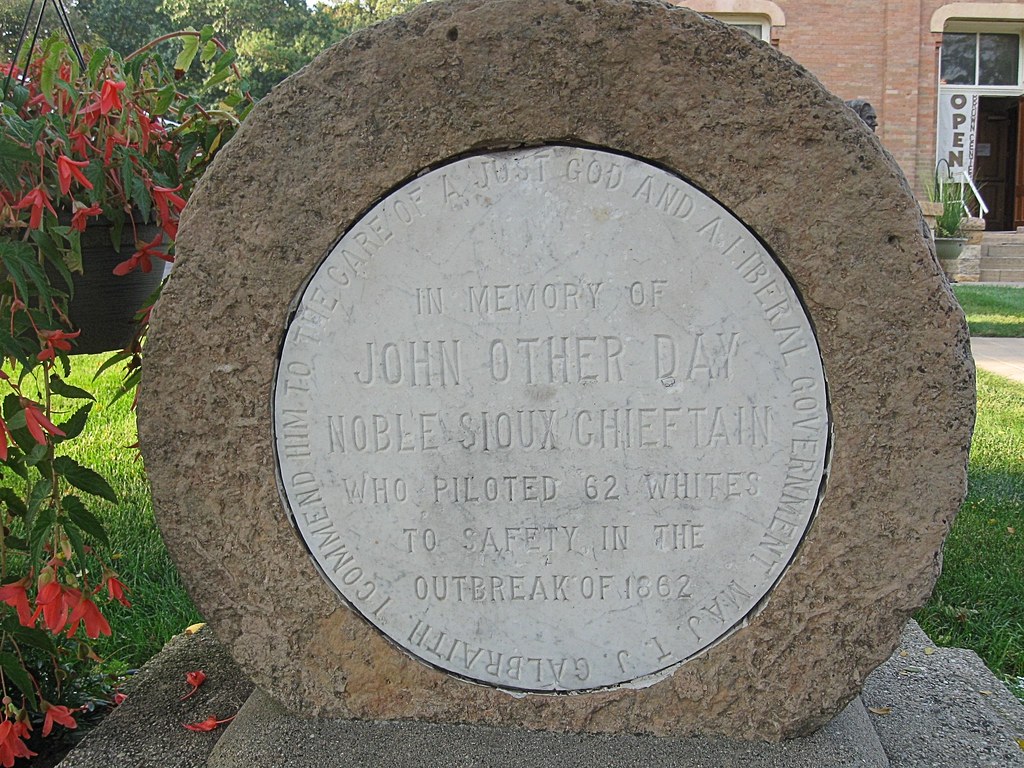 I COMMEND HIM TO THE CARE OF A JUST GOD AND A LIBERAL GOVERNMENT MAJ. T. J. GALBRAITH
IN MEMORY OF
JOHN OTHER DAY
NOBLE SIOUX CHIEFTAIN
WHO PILOTED 62 WHITES
TO SAFETY IN THE
OUTBREAK OF 1862
OPEN